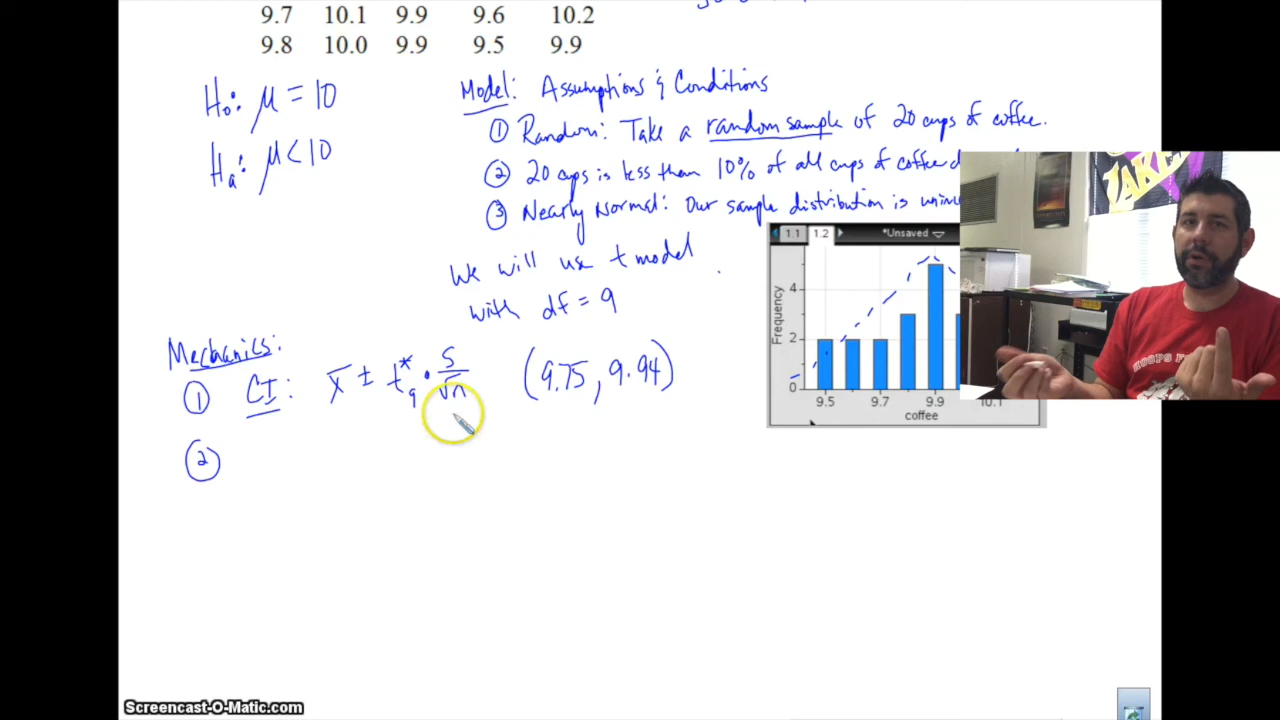 9.7 10.1 9.9 9.6 10.2
9.8 10.0 9.9 9.5 9.9
H₀: μ = 10
Hₐ: μ < 10
Model: Assumptions & Conditions
① Random: Take a random sample of 20 cups of coffee.
② 20 cups is less than 10% of all cups of coffee
③ Nearly Normal: Our sample distribution is
We will use t model
with df = 9
1.1 1.2 *Unsaved
Frequency
4
2
0
9.5 9.7 9.9 10.1
coffee
Mechanics:
① CI: x̄ ± t*₉ · s/√n (9.75, 9.94)
②
Screencast-O-Matic.com